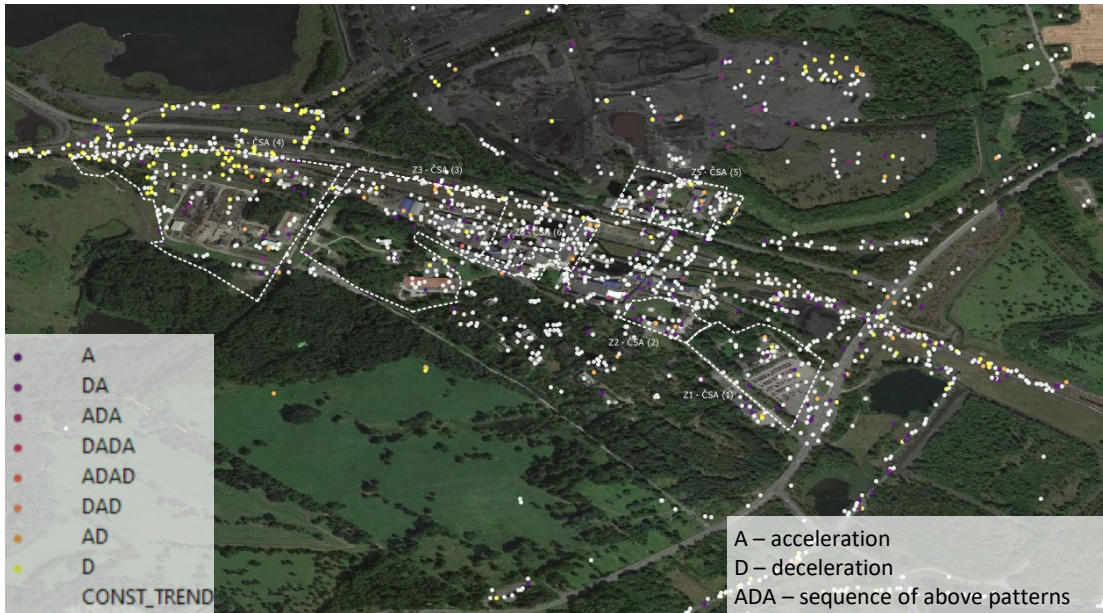 Z4 - ČSA (4)
Z3 - ČSA (3)
Z5 - ČSA (5)
Z2 - ČSA (2)
Z1 - ČSA (1)
A
DA
ADA
DADA
ADAD
DAD
AD
D
CONST_TREND
A – acceleration
D – deceleration
ADA – sequence of above patterns